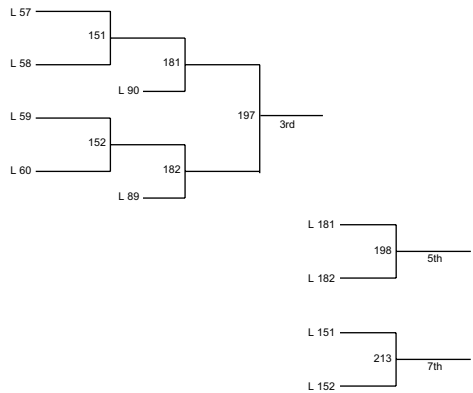 L 57
151
L 58
181
L 90
L 59
197
3rd
152
L 60
182
L 89
L 181
198
5th
L 182
L 151
213
7th
L 152